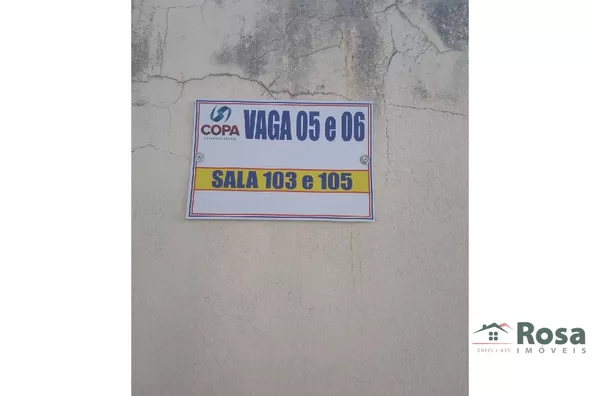 COPA
VAGA 05 e 06
SALA 103 e 105
Rosa
IMÓVEIS